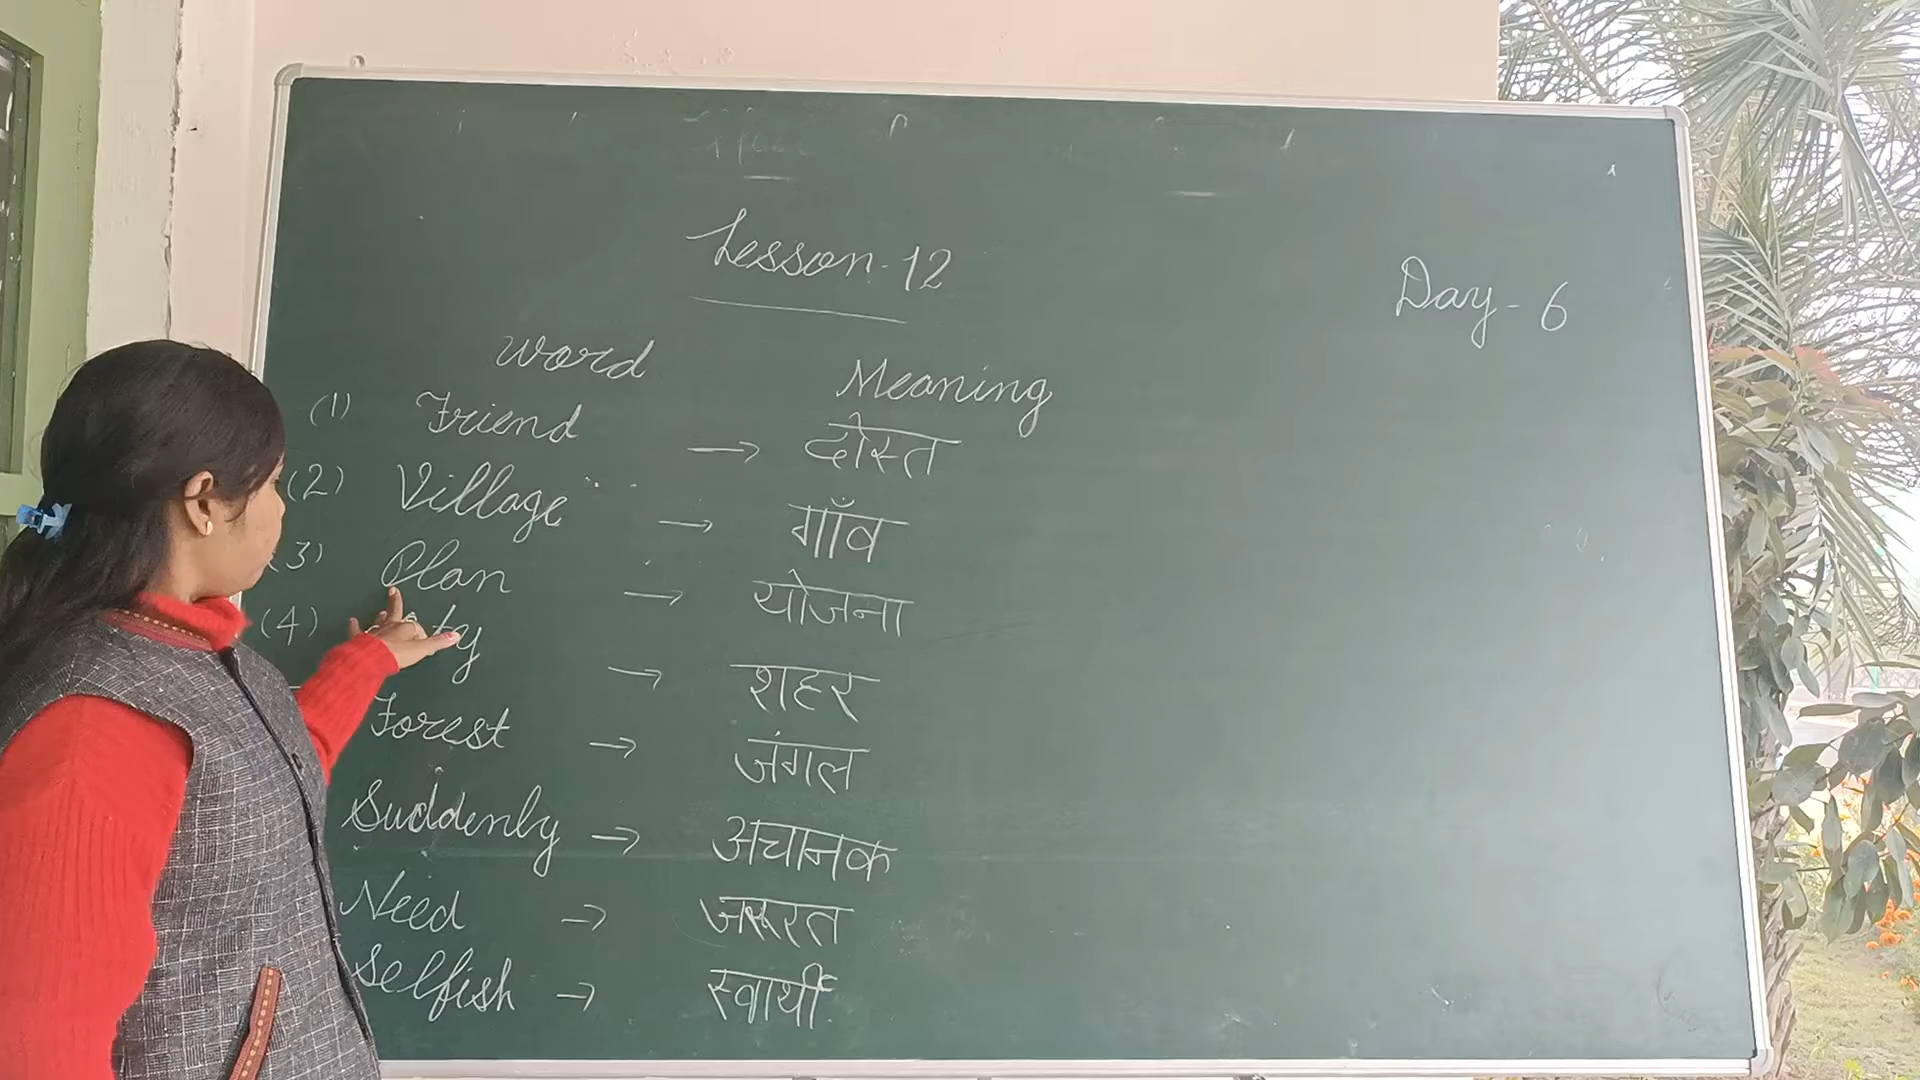 Lesson-12
Day-6
Word Meaning
(1) Friend → दोस्त
(2) Village → गाँव
(3) Plan → योजना
(4) → शहर
Forest → जंगल
Suddenly → अचानक
Need → जरूरत
Selfish → स्वार्थी